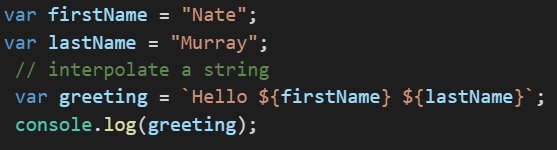 var firstName = "Nate";
var lastName = "Murray";
// interpolate a string
var greeting = `Hello ${firstName} ${lastName}`;
console.log(greeting);